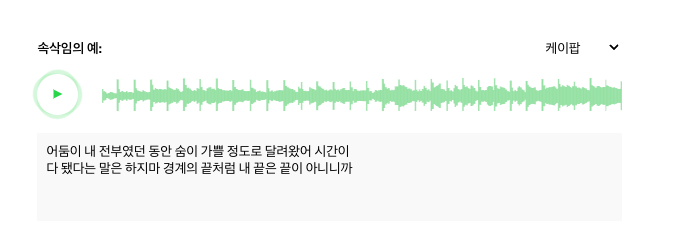 속삭임의 예:
케이팝
어둠이 내 전부였던 동안 숨이 가쁠 정도로 달려왔어 시간이
다 됐다는 말은 하지마 경계의 끝처럼 내 끝은 끝이 아니니까